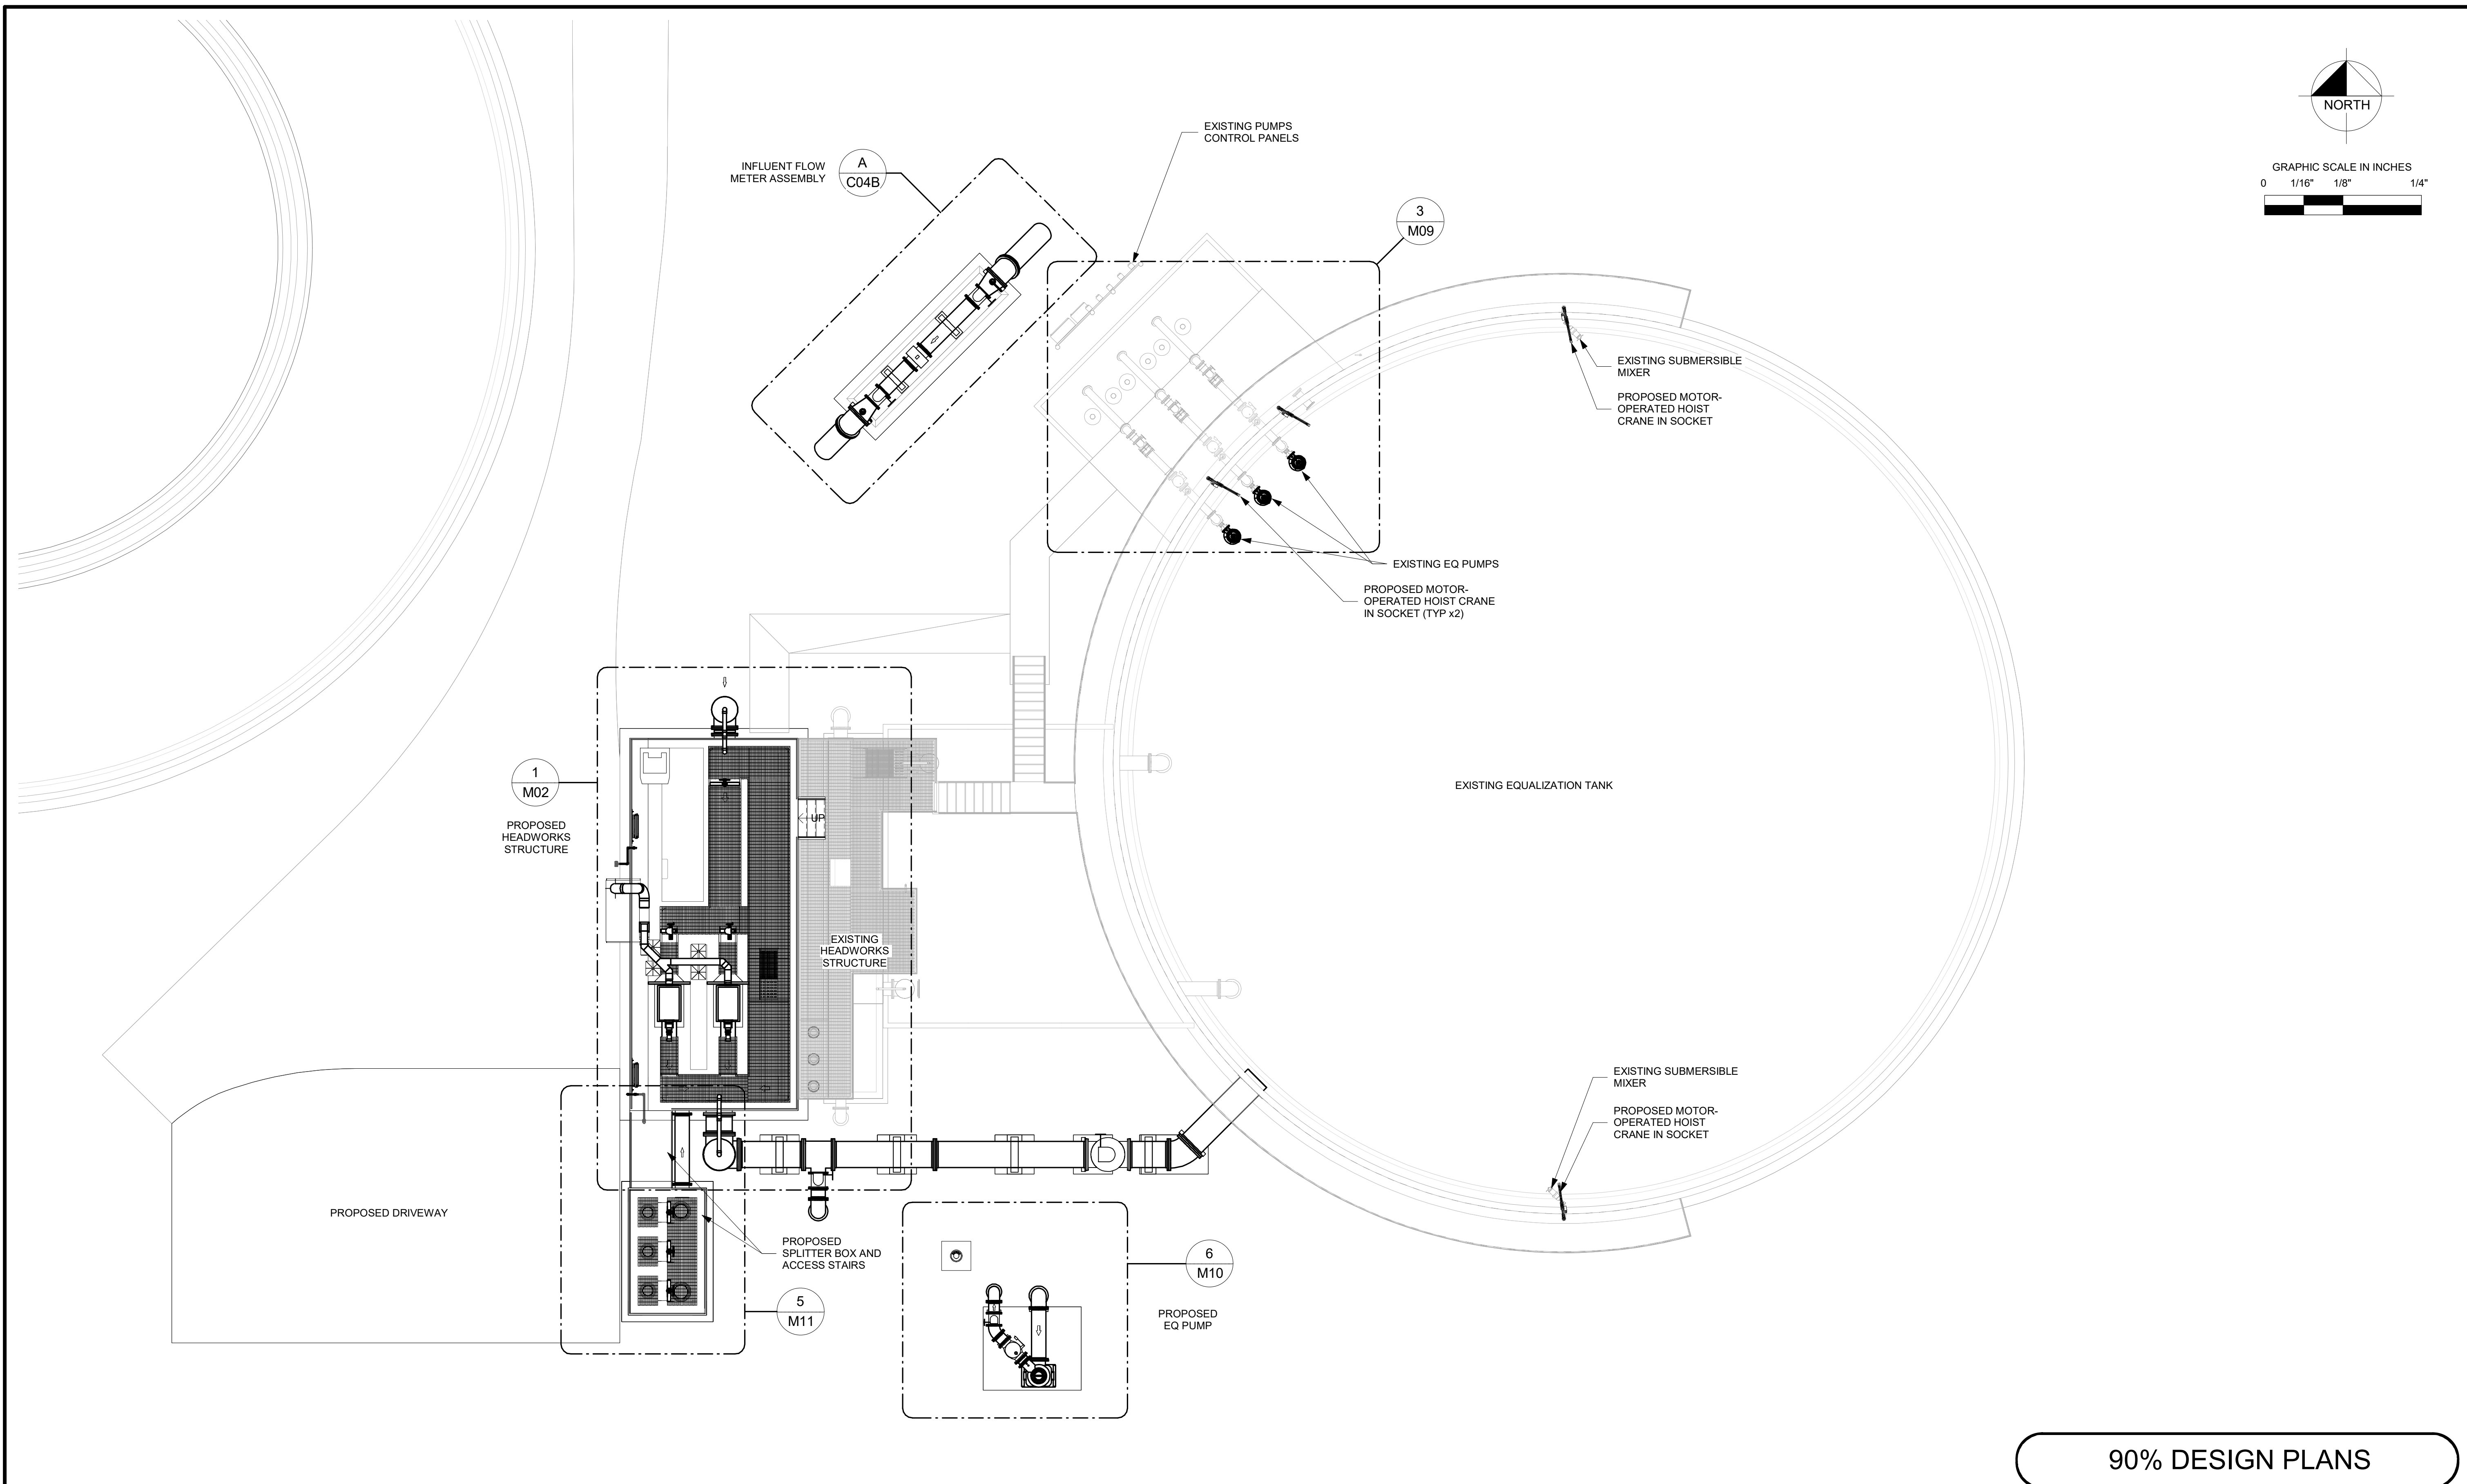 NORTH
GRAPHIC SCALE IN INCHES
0 1/16" 1/8" 1/4"
EXISTING PUMPS
CONTROL PANELS
INFLUENT FLOW
METER ASSEMBLY
A
C04B
3
M09
EXISTING SUBMERSIBLE
MIXER
PROPOSED MOTOR-
OPERATED HOIST
CRANE IN SOCKET
EXISTING EQ PUMPS
PROPOSED MOTOR-
OPERATED HOIST CRANE
IN SOCKET (TYP x2)
1
M02
PROPOSED
HEADWORKS
STRUCTURE
UP
EXISTING EQUALIZATION TANK
EXISTING
HEADWORKS
STRUCTURE
EXISTING SUBMERSIBLE
MIXER
PROPOSED MOTOR-
OPERATED HOIST
CRANE IN SOCKET
PROPOSED DRIVEWAY
PROPOSED
SPLITTER BOX AND
ACCESS STAIRS
5
M11
6
M10
PROPOSED
EQ PUMP
90% DESIGN PLANS